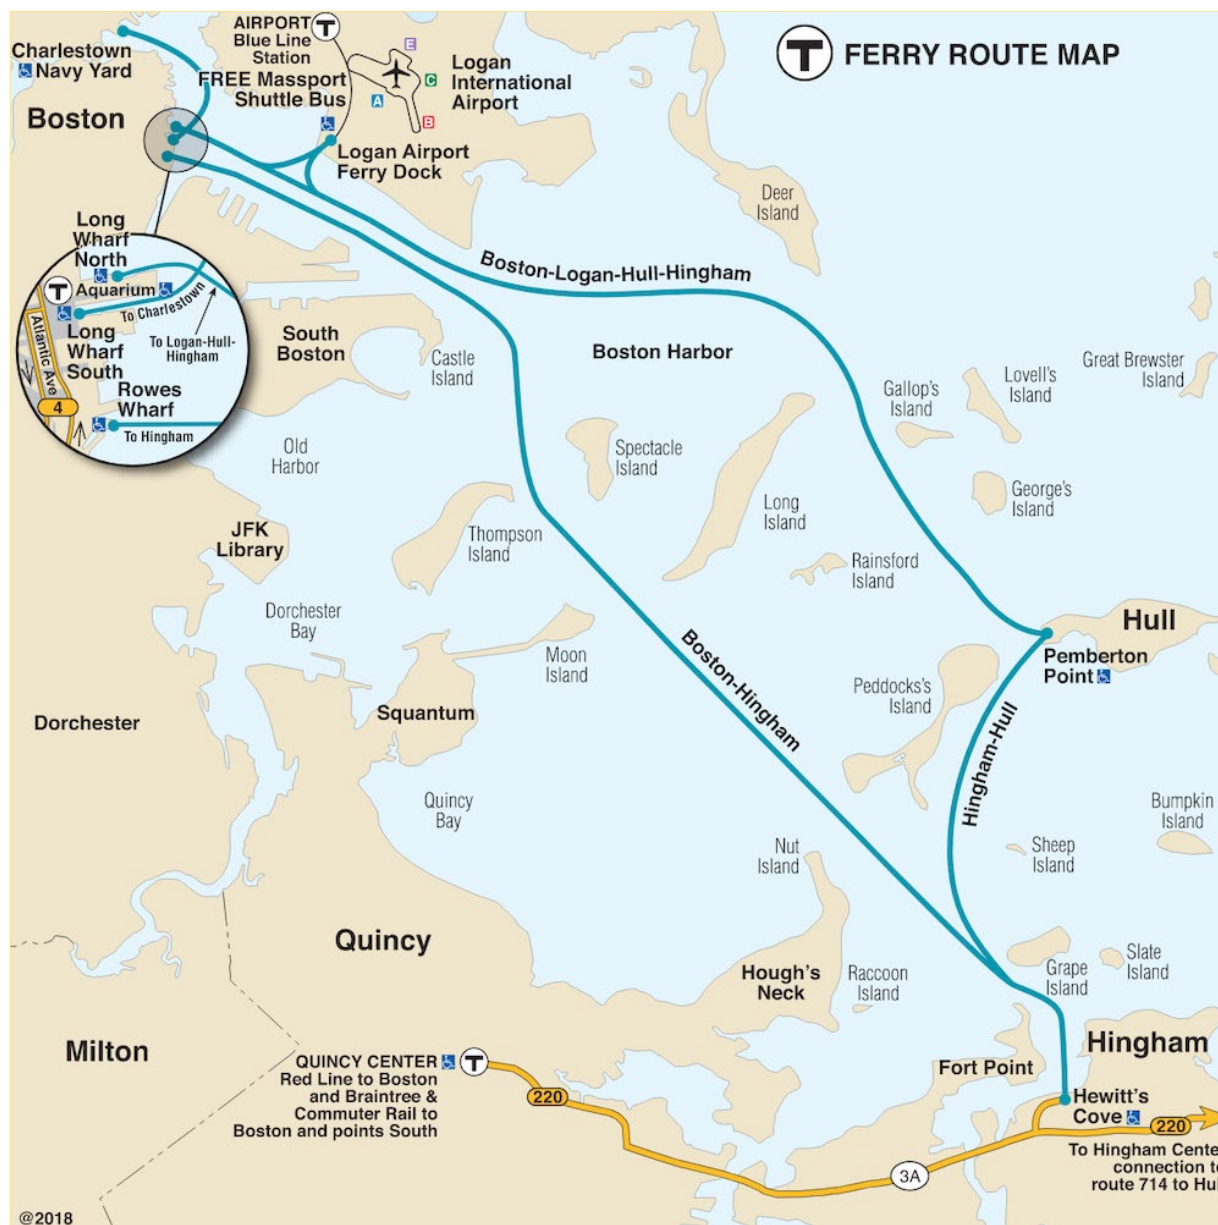 T FERRY ROUTE MAP
Charlestown
Navy Yard
Boston
AIRPORT
Blue Line
Station
T
FREE Massport
Shuttle Bus
E
C
A
B
Logan
International
Airport
Logan Airport
Ferry Dock
Deer
Island
Boston-Logan-Hull-Hingham
Long
Wharf
North
T
Aquarium
To Charlestown
To Logan-Hull-
Hingham
Long
Wharf
South
Atlantic Ave
4
Rowes
Wharf
To Hingham
South
Boston
Castle
Island
Boston Harbor
Great Brewster
Island
Lovell's
Island
Gallop's
Island
Old
Harbor
Spectacle
Island
Long
Island
George's
Island
JFK
Library
Thompson
Island
Rainsford
Island
Dorchester
Bay
Moon
Island
Boston-Hingham
Hull
Pemberton
Point
Peddocks's
Island
Hingham-Hull
Dorchester
Squantum
Quincy
Bay
Nut
Island
Sheep
Island
Bumpkin
Island
Quincy
Hough's
Neck
Raccoon
Island
Grape
Island
Slate
Island
Milton
QUINCY CENTER
T
Red Line to Boston
and Braintree &
Commuter Rail to
Boston and points South
220
3A
Fort Point
Hingham
Hewitt's
Cove
220
To Hingham Cente
connection t
route 714 to Hul
@2018